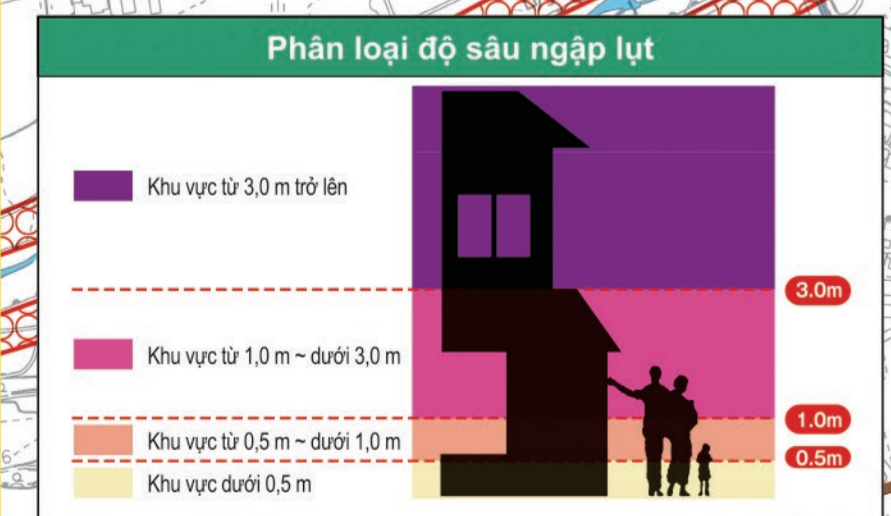 Phân loại độ sâu ngập lụt
Khu vực từ 3,0 m trở lên
3.0m
Khu vực từ 1,0 m ~ dưới 3,0 m
1.0m
Khu vực từ 0,5 m ~ dưới 1,0 m
0.5m
Khu vực dưới 0,5 m
6